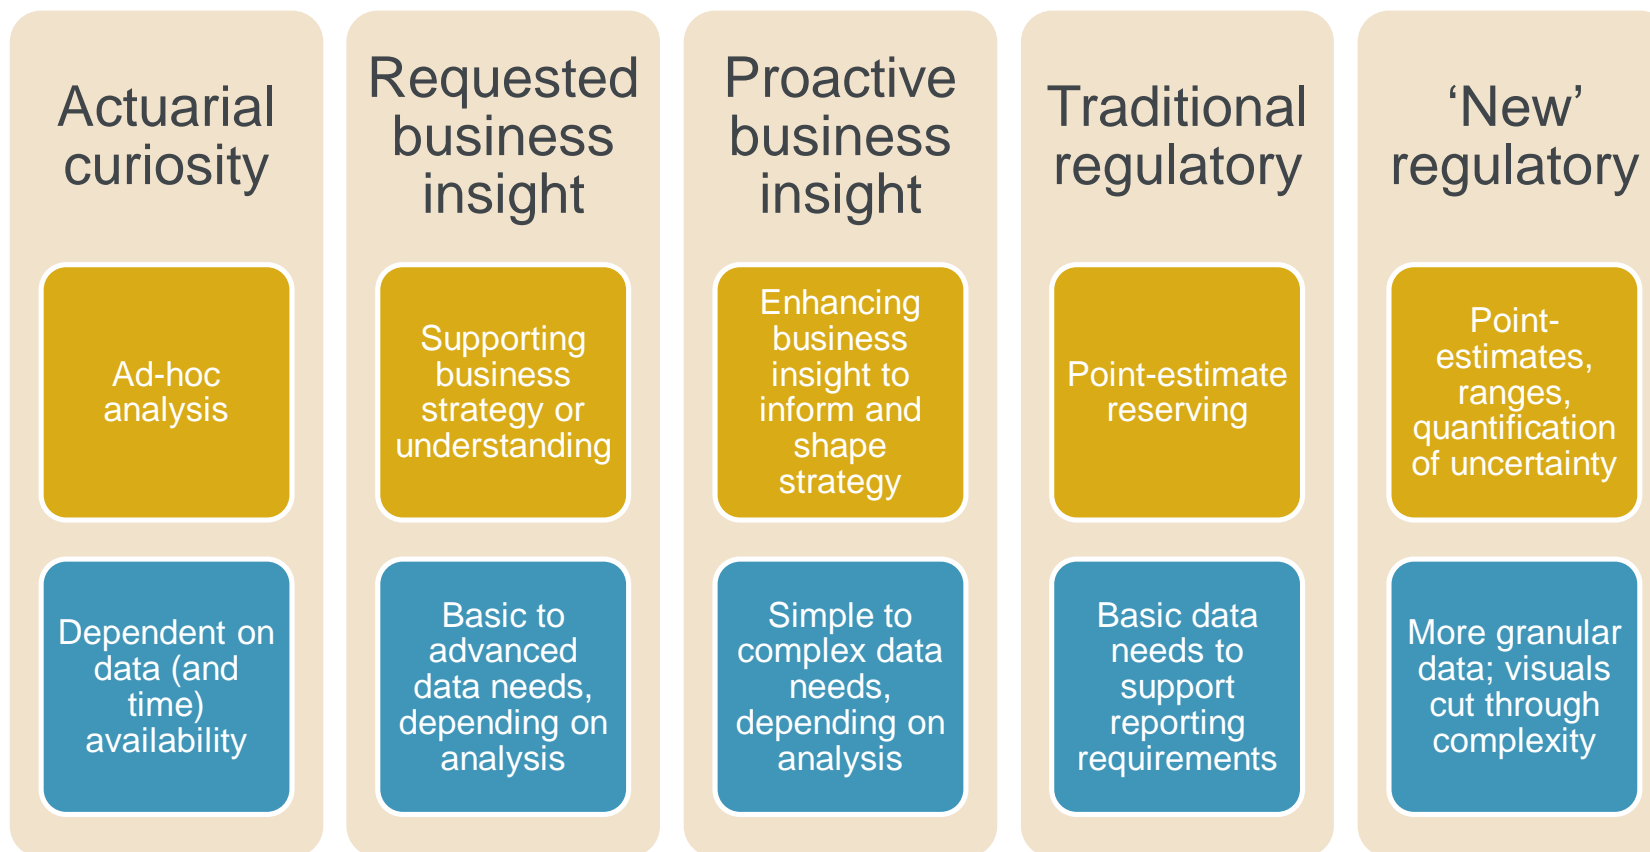 Actuarial
curiosity
Ad-hoc
analysis
Dependent on
data (and
time)
availability
Requested
business
insight
Supporting
business
strategy or
understanding
Basic to
advanced
data needs,
depending on
analysis
Proactive
business
insight
Enhancing
business
insight to
inform and
shape
strategy
Simple to
complex data
needs,
depending on
analysis
Traditional
regulatory
Point-estimate
reserving
Basic data
needs to
support
reporting
requirements
‘New’
regulatory
Point-
estimates,
ranges,
quantification
of uncertainty
More granular
data; visuals
cut through
complexity